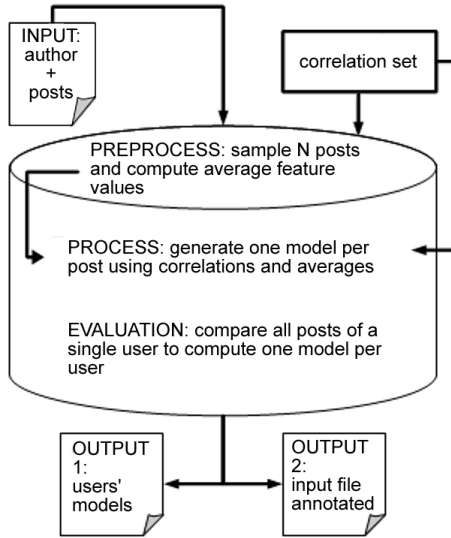 INPUT:
author
+
posts
correlation set
PREPROCESS: sample N posts
and compute average feature
values
PROCESS: generate one model per
post using correlations and averages
EVALUATION: compare all posts of a
single user to compute one model per
user
OUTPUT
1:
users'
models
OUTPUT
2:
input file
annotated